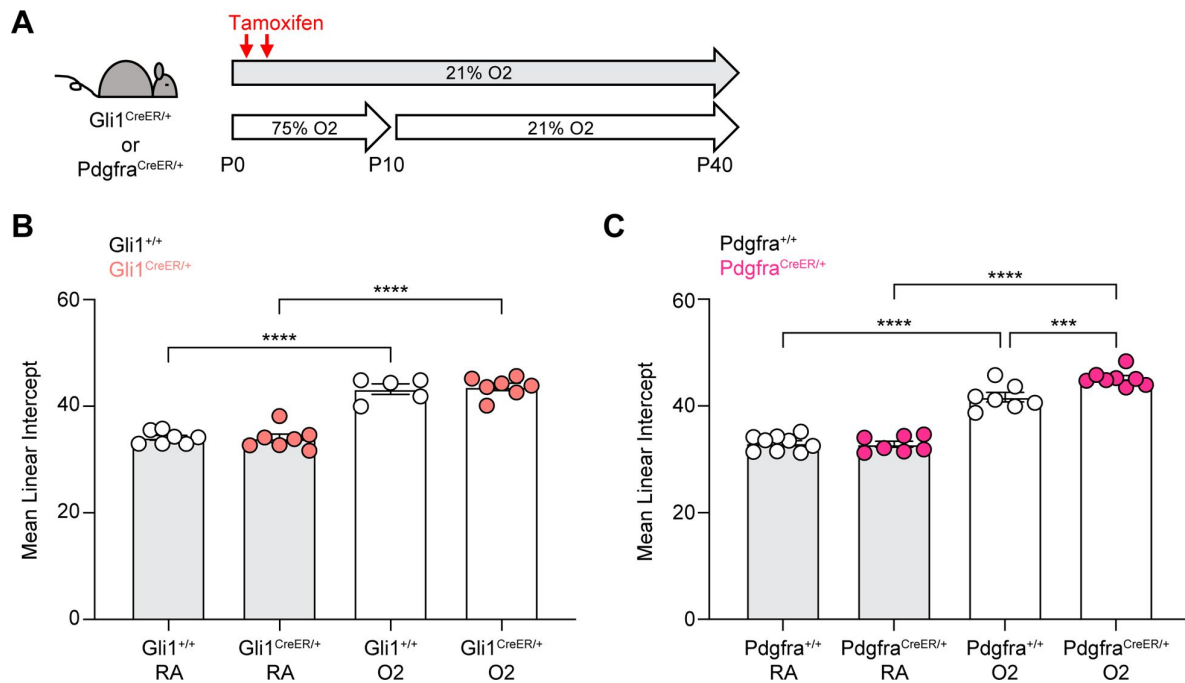 A
Tamoxifen
21% O2
75% O2
21% O2
Gli1CreER/+
or
PdgfraCreER/+
P0
P10
P40
B
Gli1+/+
Gli1CreER/+
****
****
Mean Linear Intercept
60
40
20
0
Gli1+/+
RA
Gli1CreER/+
RA
Gli1+/+
O2
Gli1CreER/+
O2
C
Pdgfra+/+
PdgfraCreER/+
****
****
***
Mean Linear Intercept
60
40
20
0
Pdgfra+/+
RA
PdgfraCreER/+
RA
Pdgfra+/+
O2
PdgfraCreER/+
O2